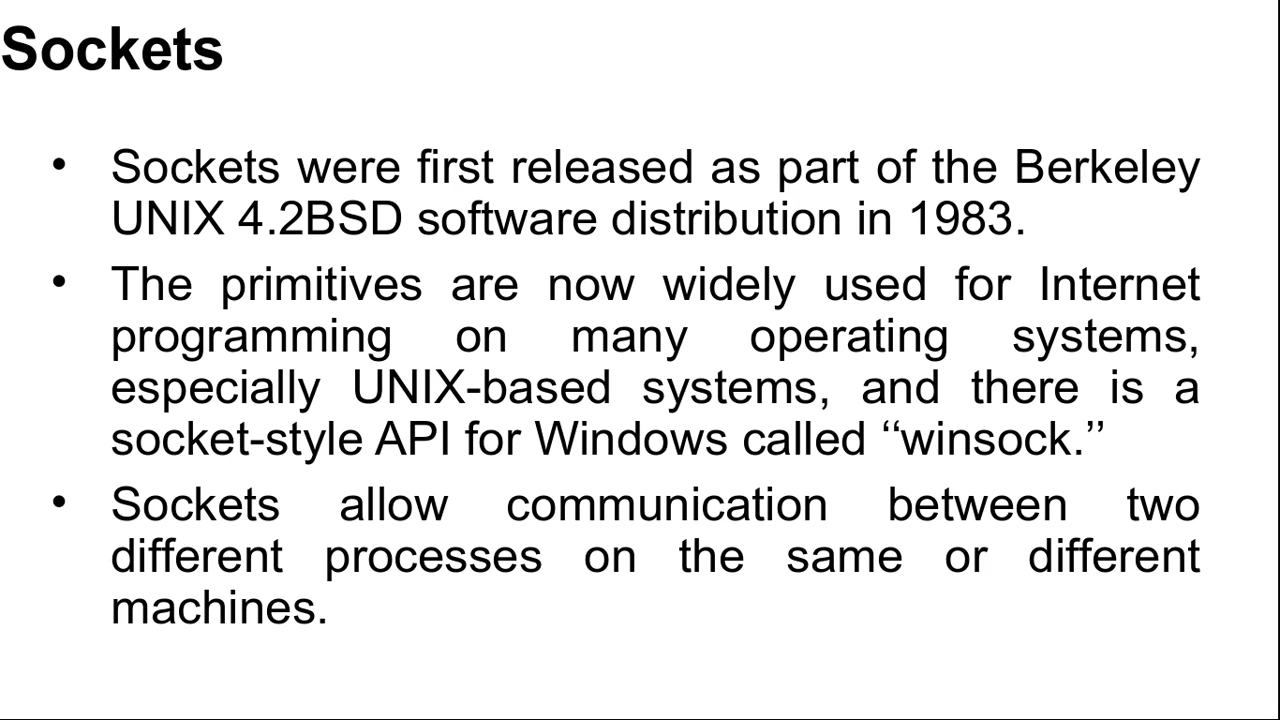 Sockets
• Sockets were first released as part of the Berkeley
UNIX 4.2BSD software distribution in 1983.
• The primitives are now widely used for Internet
programming on many operating systems,
especially UNIX-based systems, and there is a
socket-style API for Windows called ‘‘winsock.’’
• Sockets allow communication between two
different processes on the same or different
machines.